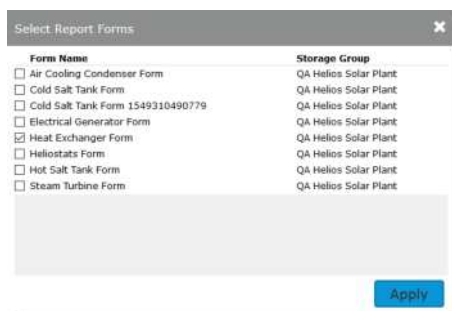 Select Report Forms
Form Name Storage Group
Air Cooling Condenser Form QA Helios Solar Plant
Cold Salt Tank Form QA Helios Solar Plant
Cold Salt Tank Form 1549310490779 QA Helios Solar Plant
Electrical Generator Form QA Helios Solar Plant
Heat Exchanger Form QA Helios Solar Plant
Heliostats Form QA Helios Solar Plant
Hot Salt Tank Form QA Helios Solar Plant
Steam Turbine Form QA Helios Solar Plant
Apply